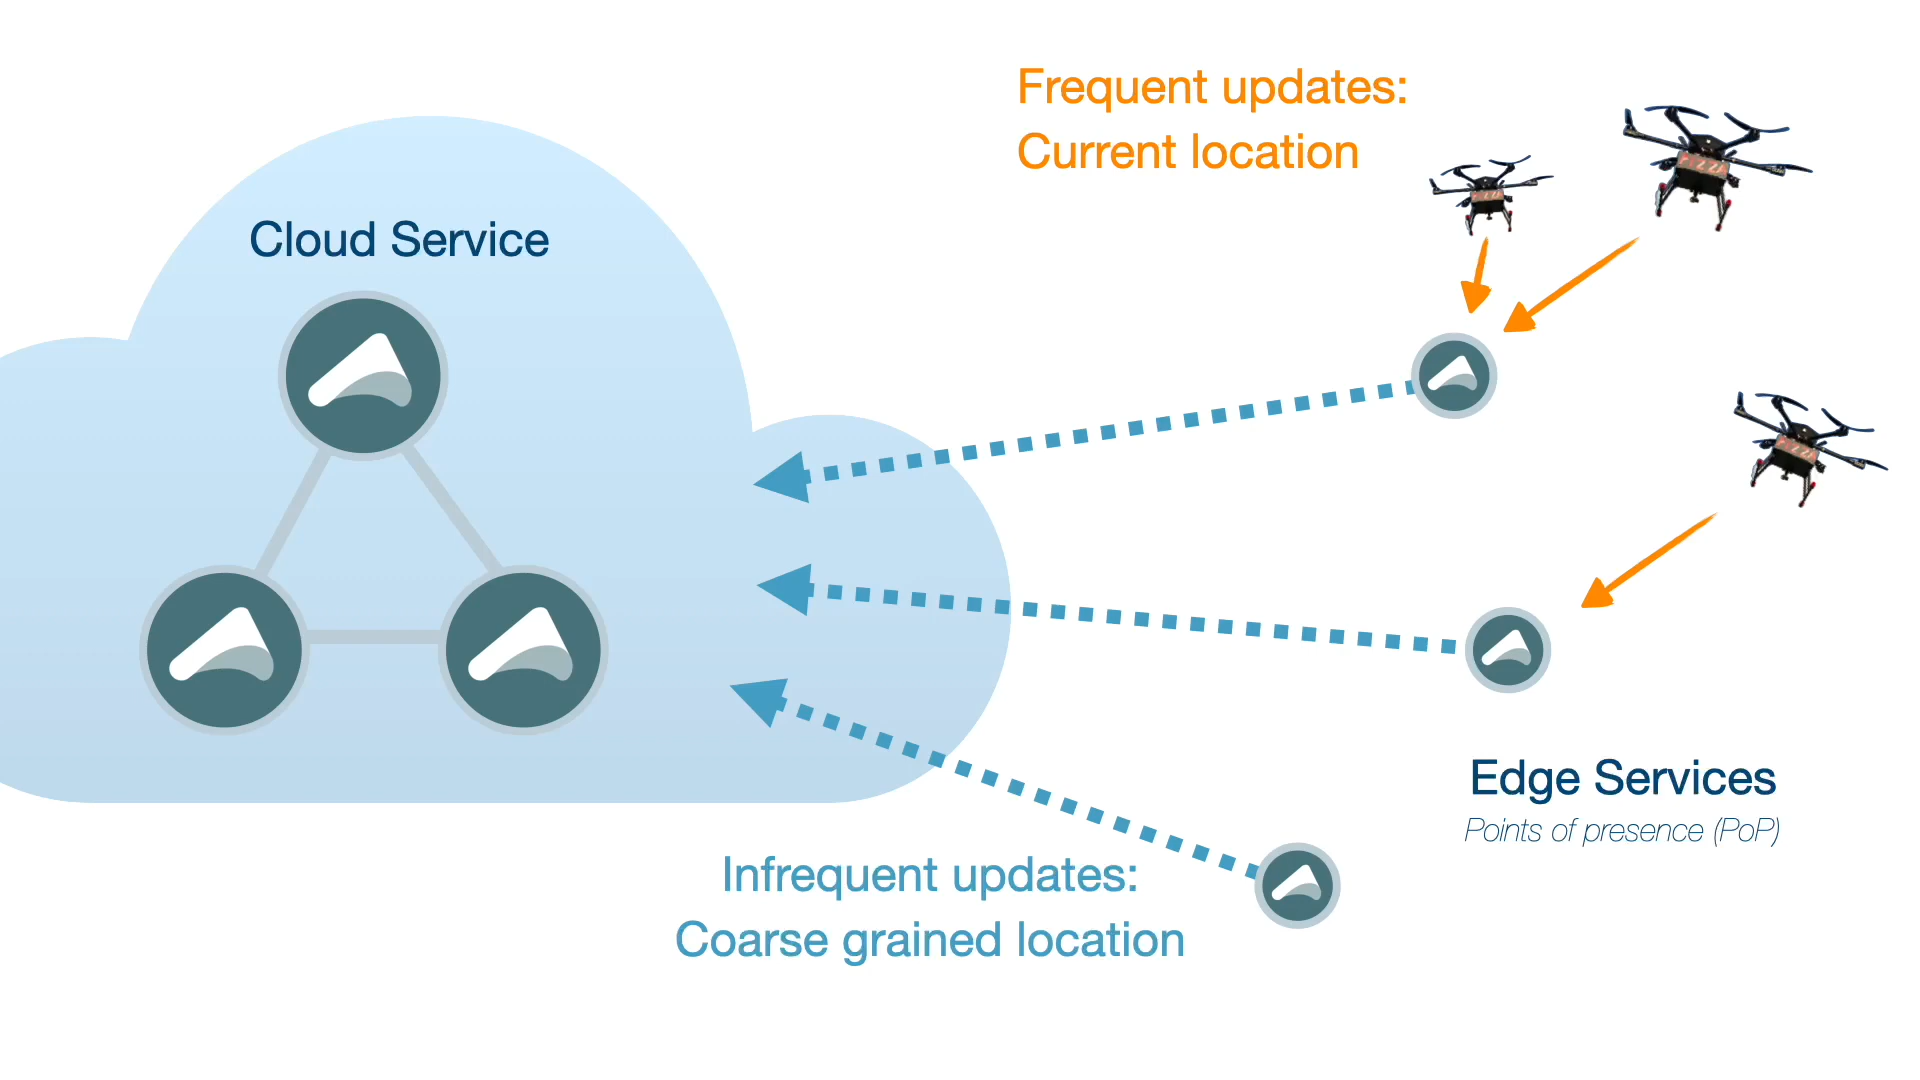 Frequent updates:
Current location
Cloud Service
Edge Services
Points of presence (PoP)
Infrequent updates:
Coarse grained location